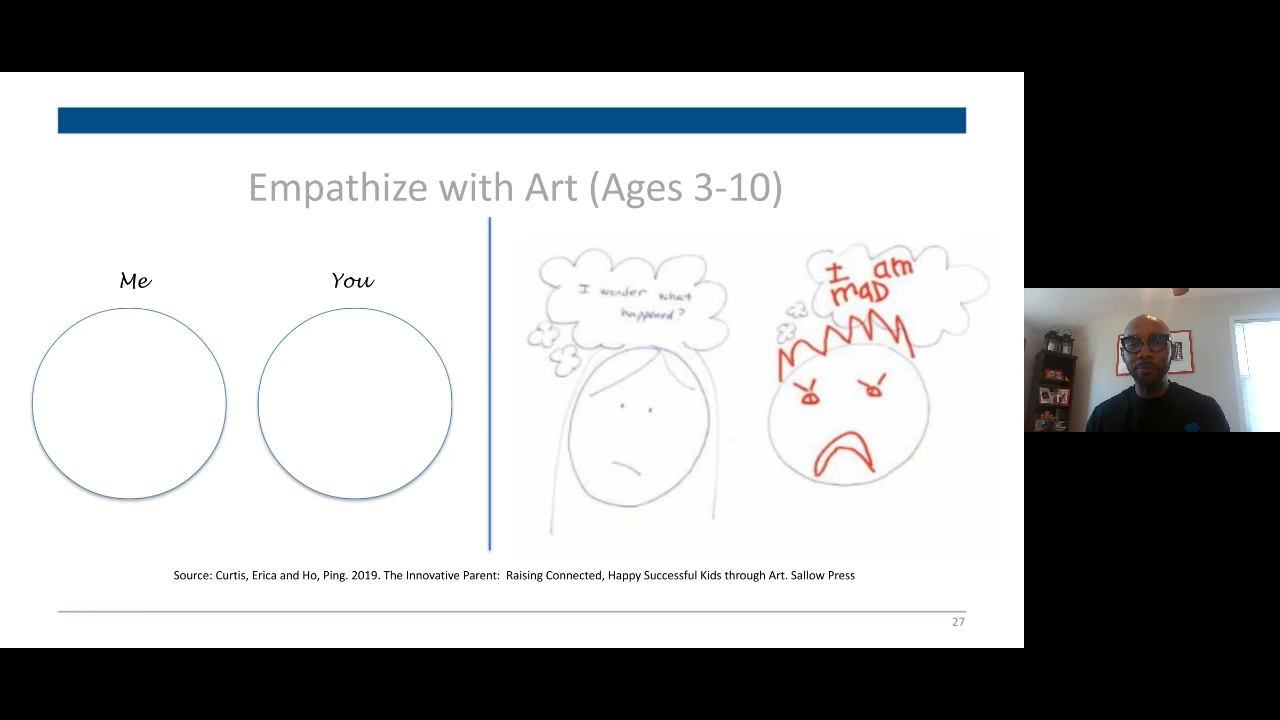 Empathize with Art (Ages 3-10)
Me
You
I wonder what
happened?
I am
mad
Source: Curtis, Erica and Ho, Ping. 2019. The Innovative Parent:  Raising Connected, Happy Successful Kids through Art. Sallow Press
27